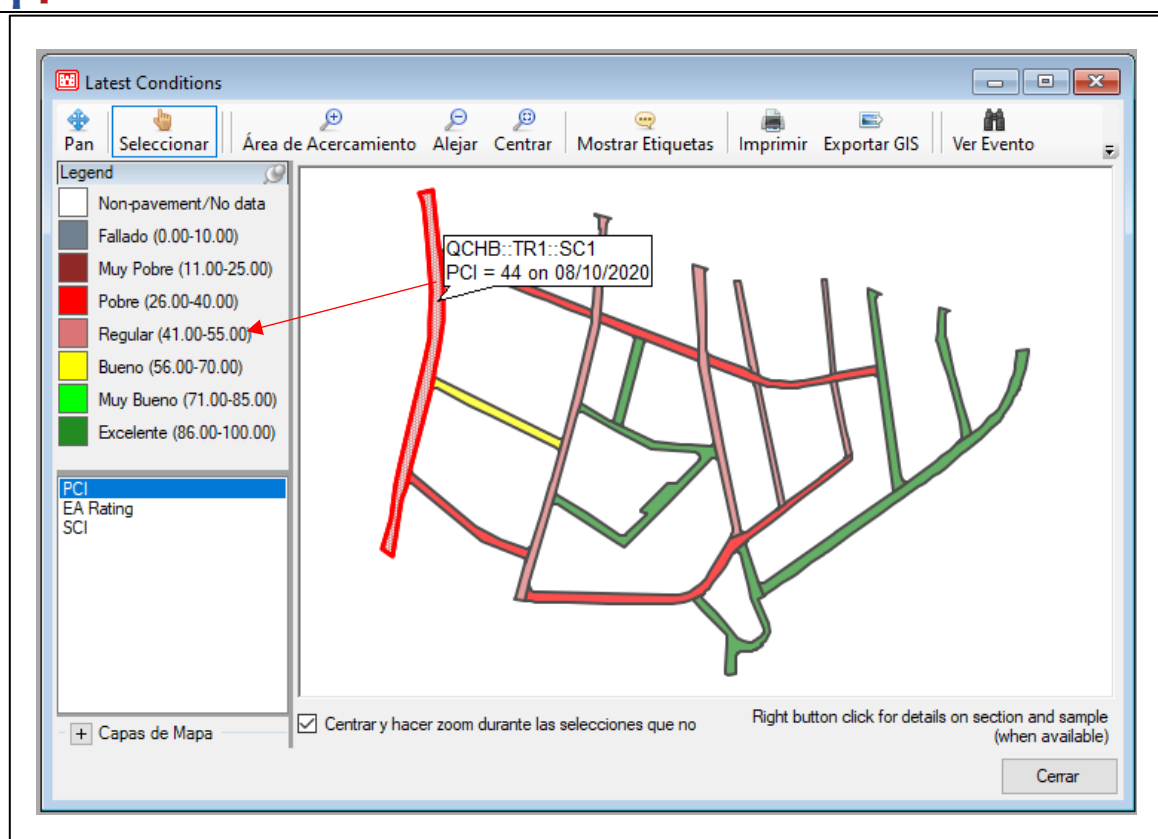 Latest Conditions
Pan Seleccionar Área de Acercamiento Alejar Centrar Mostrar Etiquetas Imprimir Exportar GIS Ver Evento
Legend
Non-pavement/No data
Fallado (0.00-10.00)
Muy Pobre (11.00-25.00)
Pobre (26.00-40.00)
Regular (41.00-55.00)
Bueno (56.00-70.00)
Muy Bueno (71.00-85.00)
Excelente (86.00-100.00)
PCI
EA Rating
SCI
Capas de Mapa
QCHB::TR1::SC1
PCI = 44 on 08/10/2020
Centrar y hacer zoom durante las selecciones que no
Right button click for details on section and sample
(when available)
Cerrar